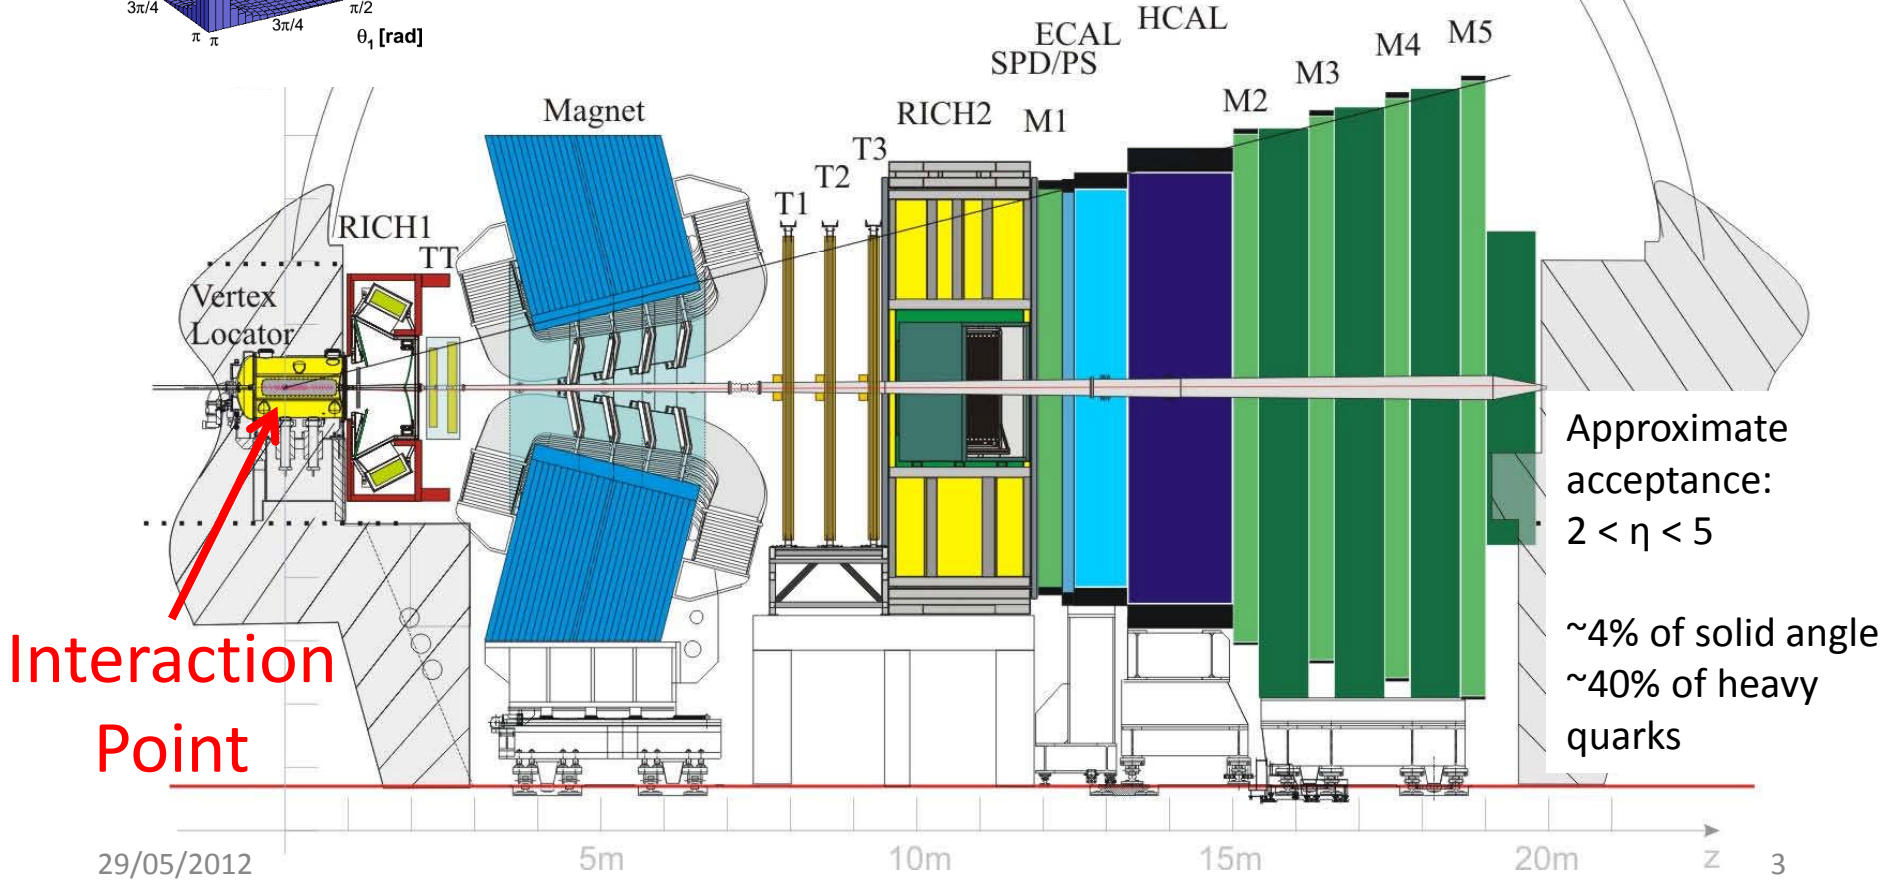 3π/4
π π
3π/4
π/2
θ1 [rad]
HCAL
ECAL
SPD/PS
M5
M4
M3
M2
Magnet
RICH2
M1
T3
T2
T1
RICH1
TT
Vertex
Locator
Interaction
Point
Approximate
acceptance:
2 < η < 5
~4% of solid angle
~40% of heavy
quarks
5m
10m
15m
20m
z
29/05/2012
3